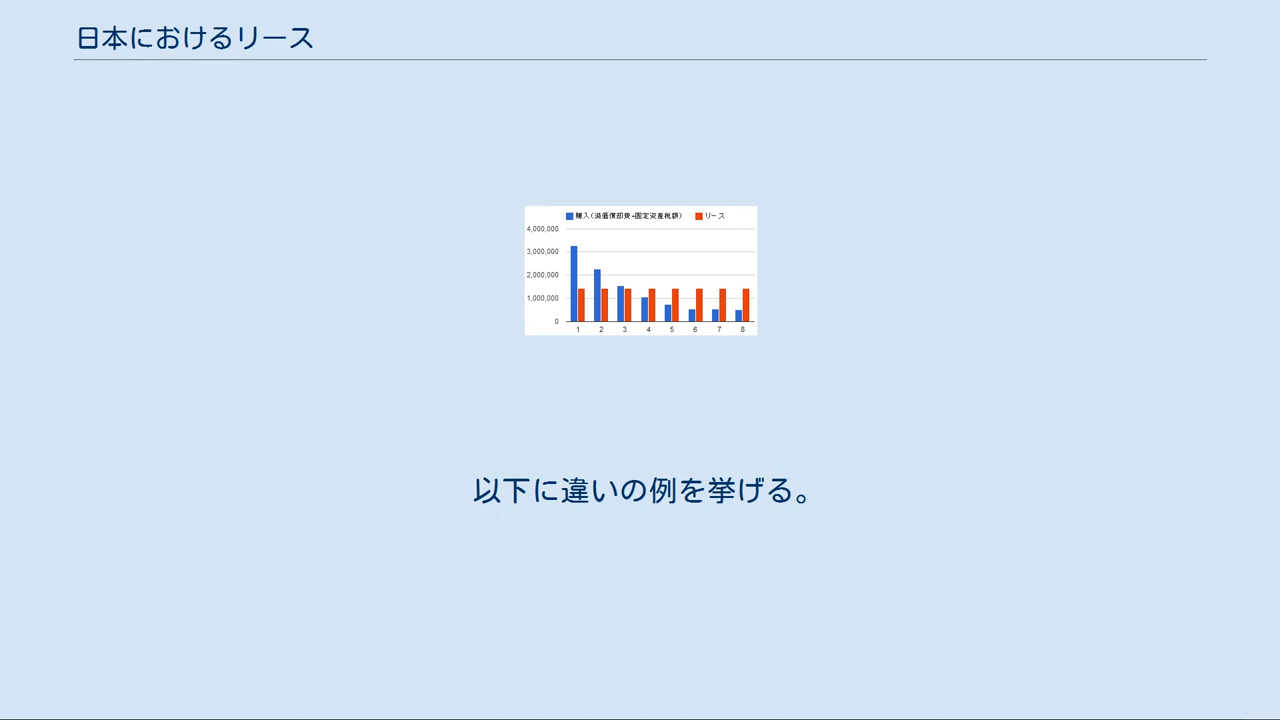 日本におけるリース
購入(減価償却費+固定資産税額) リース
4,000,000
3,000,000
2,000,000
1,000,000
0
1 2 3 4 5 6 7 8
以下に違いの例を挙げる。